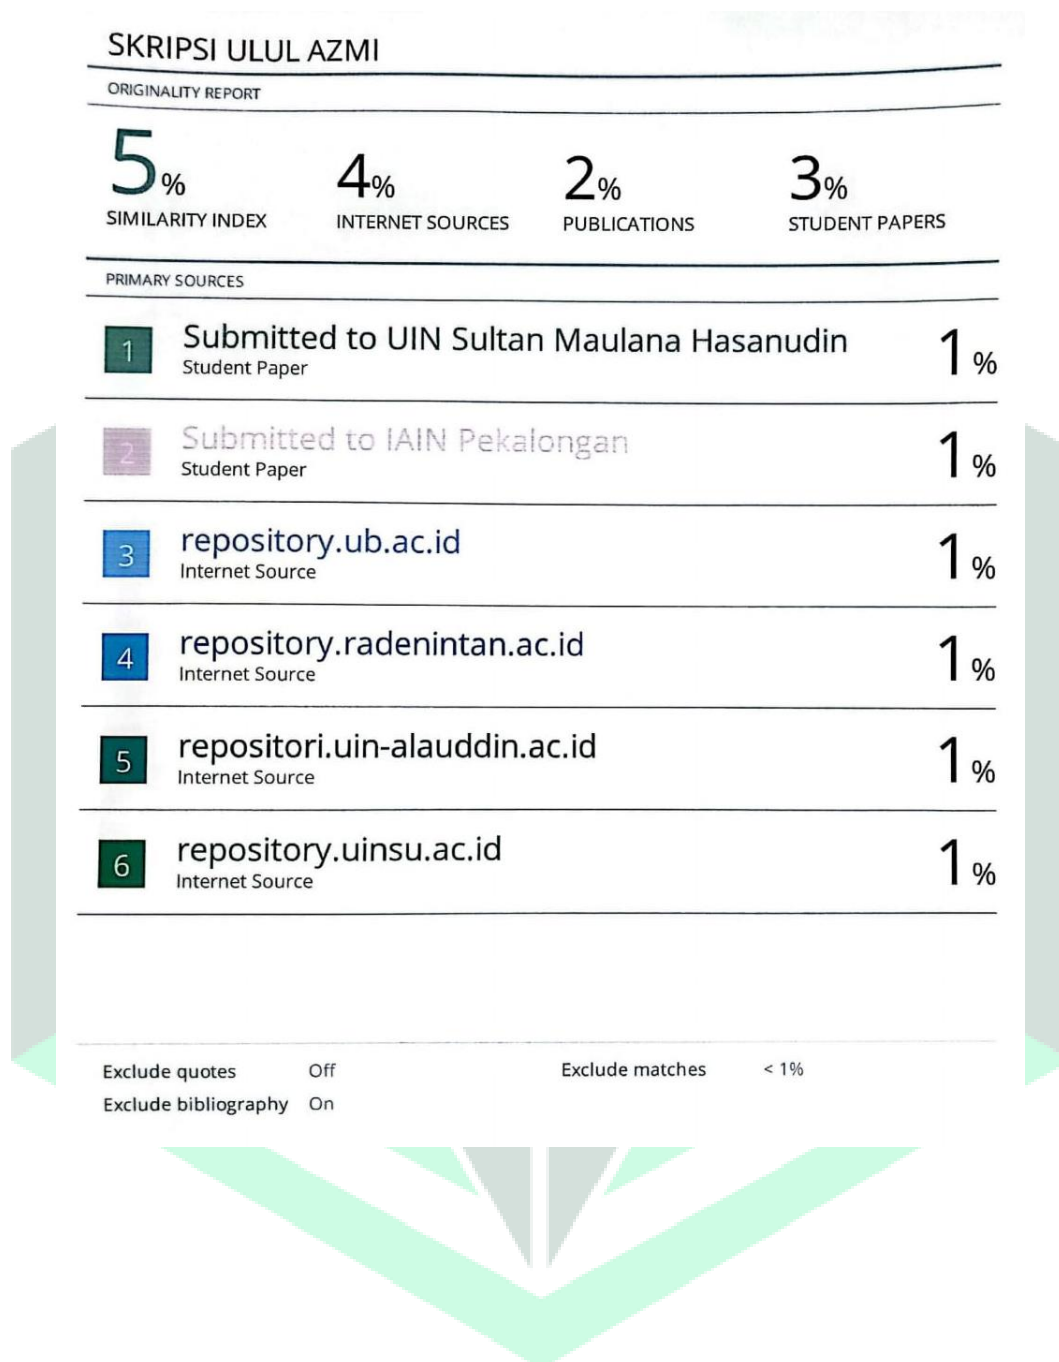 SKRIPSI ULUL AZMI
ORIGINALITY REPORT
5% 4% 2% 3%
SIMILARITY INDEX INTERNET SOURCES PUBLICATIONS STUDENT PAPERS
PRIMARY SOURCES
1 Submitted to UIN Sultan Maulana Hasanudin 1%
Student Paper
2 Submitted to IAIN Pekalongan 1%
Student Paper
3 repository.ub.ac.id 1%
Internet Source
4 repository.radenintan.ac.id 1%
Internet Source
5 repositori.uin-alauddin.ac.id 1%
Internet Source
6 repository.uinsu.ac.id 1%
Internet Source
Exclude quotes Off Exclude matches < 1%
Exclude bibliography On